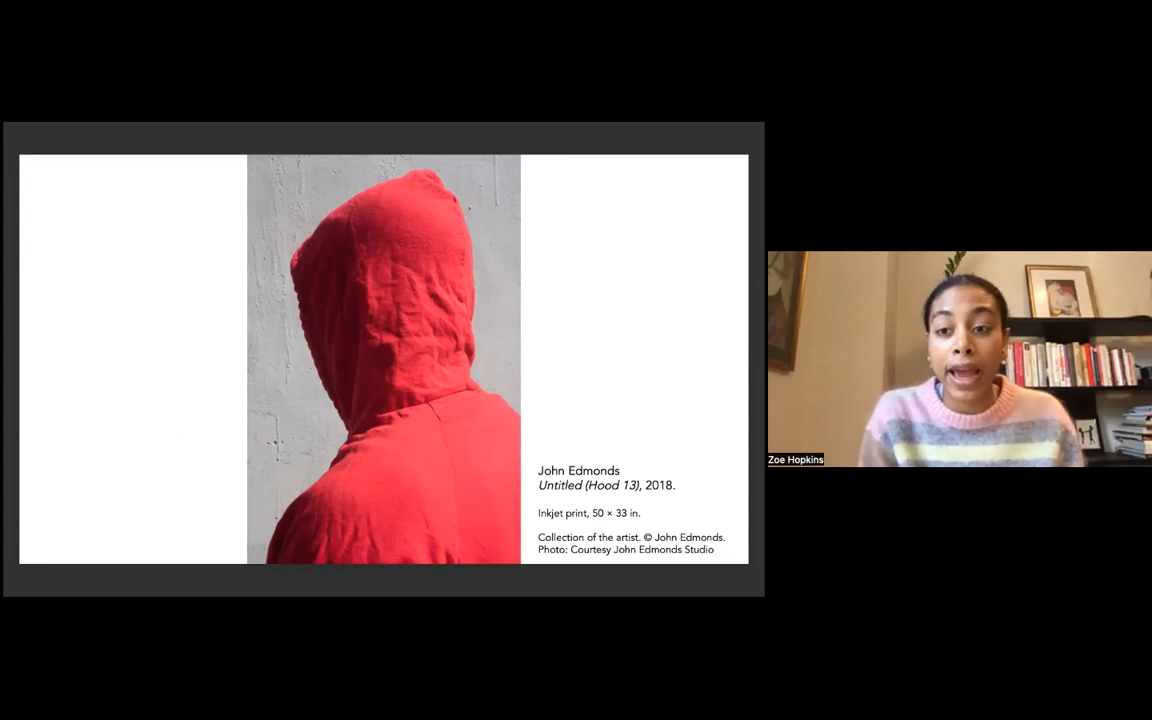 John Edmonds
Untitled (Hood 13), 2018.
Inkjet print, 50 × 33 in.
Collection of the artist. © John Edmonds.
Photo: Courtesy John Edmonds Studio
Zoe Hopkins